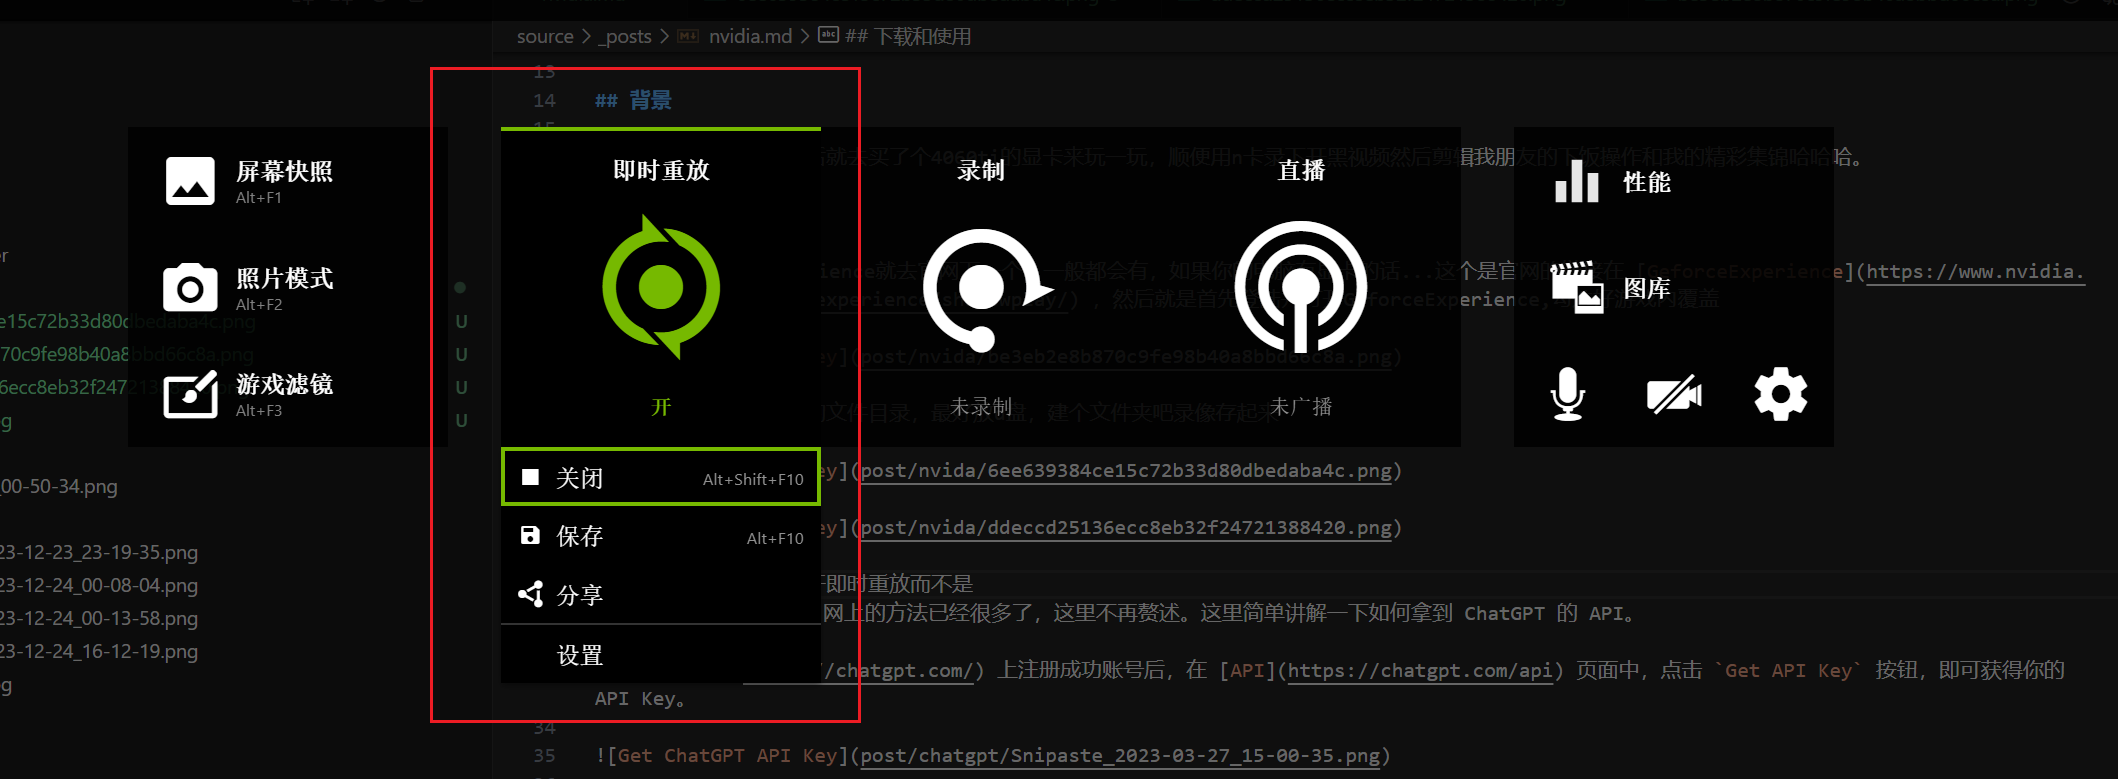 source > _posts > nvidia.md > ## 下载和使用
13
14 ## 背景
15
屏幕快照
Alt+F1
照片模式
Alt+F2
游戏滤镜
Alt+F3
即时重放
开
关闭 Alt+Shift+F10
保存 Alt+F10
分享
设置
录制
未录制
直播
未广播
性能
图库
就去买了个4060ti的显卡来玩一玩，顺便用n卡录
辑我朋友的下饭操作和我的精彩集锦哈哈哈。
ience就去官网
一般都会有，如果你
的话...这个是官网
ience](https://www.nvidia.
experience
play/) ，然后就是首先
forceExperience,
覆盖
ey](post/nvida/be3eb2e8b870c9fe98b40a8bbd66c8a.png)
文件目录，最好
盘，建个文件夹吧录像存起来
ey](post/nvida/6ee639384ce15c72b33d80dbedaba4c.png)
ey](post/nvida/ddeccd25136ecc8eb32f24721388420.png)
即时重放而不是
网上的方法已经很多了，这里不再赘述。这里简单讲解一下如何拿到 ChatGPT 的 API。
/chatgpt.com/) 上注册成功账号后，在 [API](https://chatgpt.com/api) 页面中，点击 `Get API Key` 按钮，即可获得你的
API Key。
34
35 ![Get ChatGPT API Key](post/chatgpt/Snipaste_2023-03-27_15-00-35.png)
er
e15c72b33d80dbedaba4c.png U
70c9fe98b40a8bbd66c8a.png U
6ecc8eb32f2472138 U
g U
_00-50-34.png
23-12-23_23-19-35.png
23-12-24_00-08-04.png
23-12-24_00-13-58.png
23-12-24_16-12-19.png
g